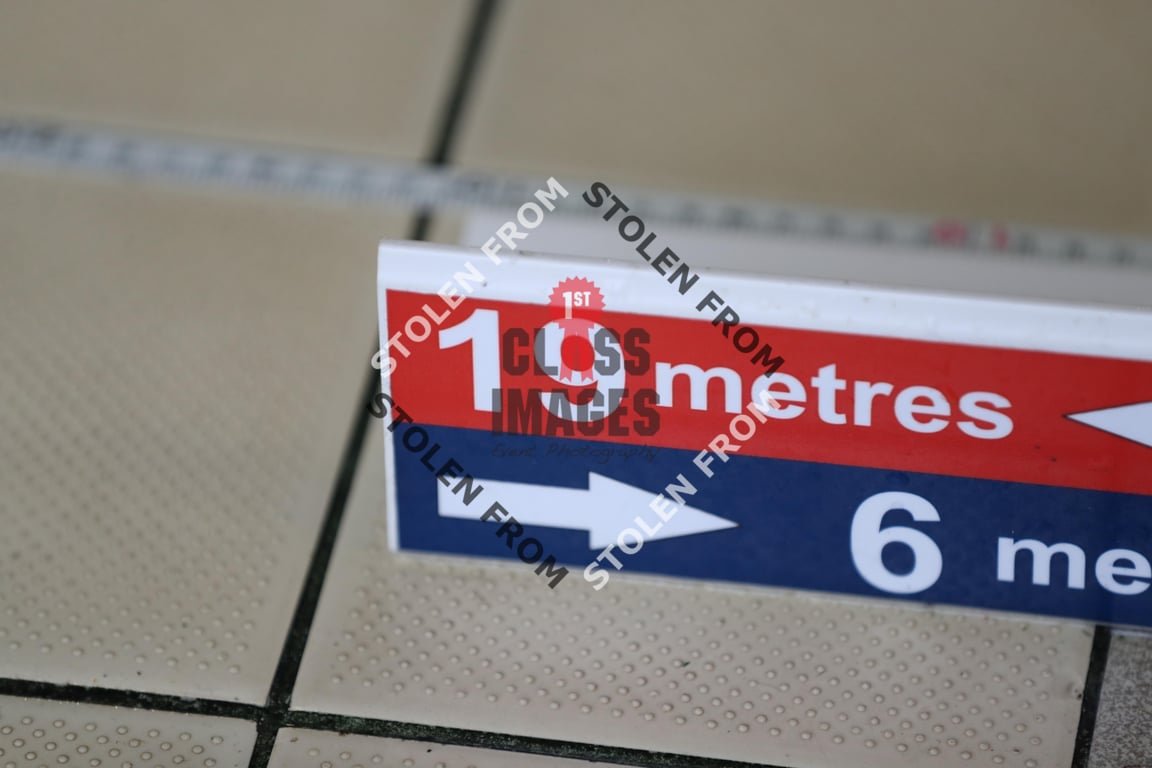 STOLEN FROM
STOLEN FROM
1ST
CLASS
IMAGES
Event Photography
19 metres
6 me
STOLEN FROM
STOLEN FROM